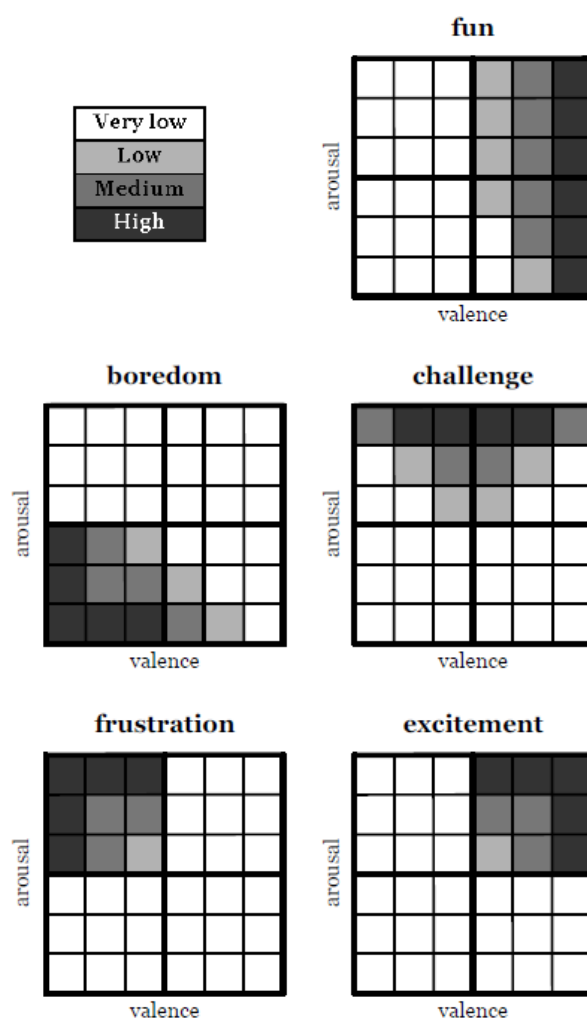 fun
Very low
Low
Medium
High
arousal
valence
boredom
challenge
arousal
arousal
valence
valence
frustration
excitement
arousal
arousal
valence
valence